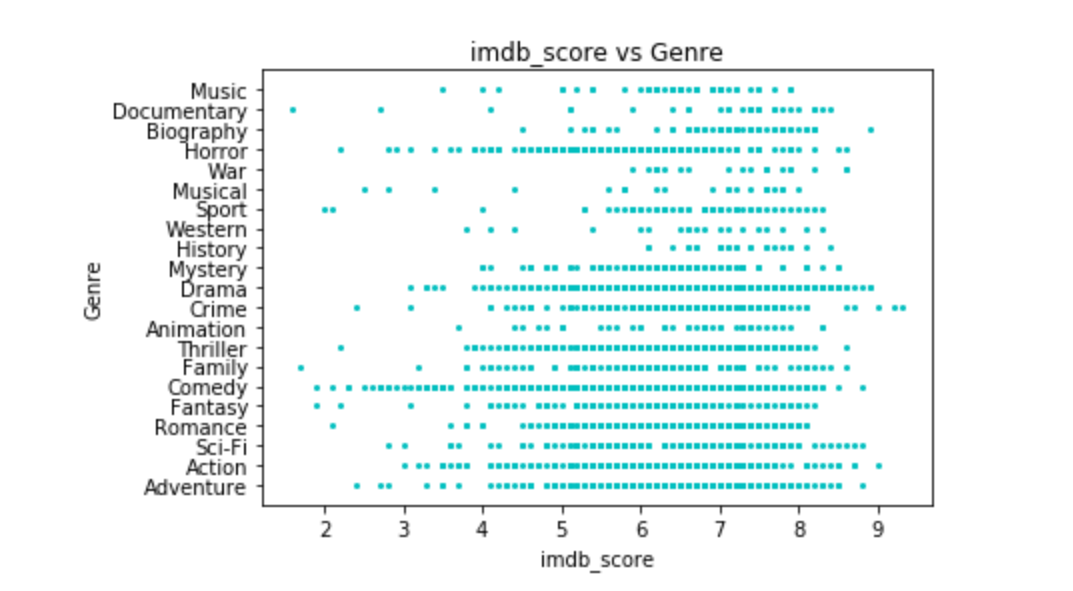 imdb_score vs Genre
Music
Documentary
Biography
Horror
War
Musical
Sport
Western
History
Mystery
Drama
Crime
Animation
Thriller
Family
Comedy
Fantasy
Romance
Sci-Fi
Action
Adventure
Genre
2 3 4 5 6 7 8 9
imdb_score